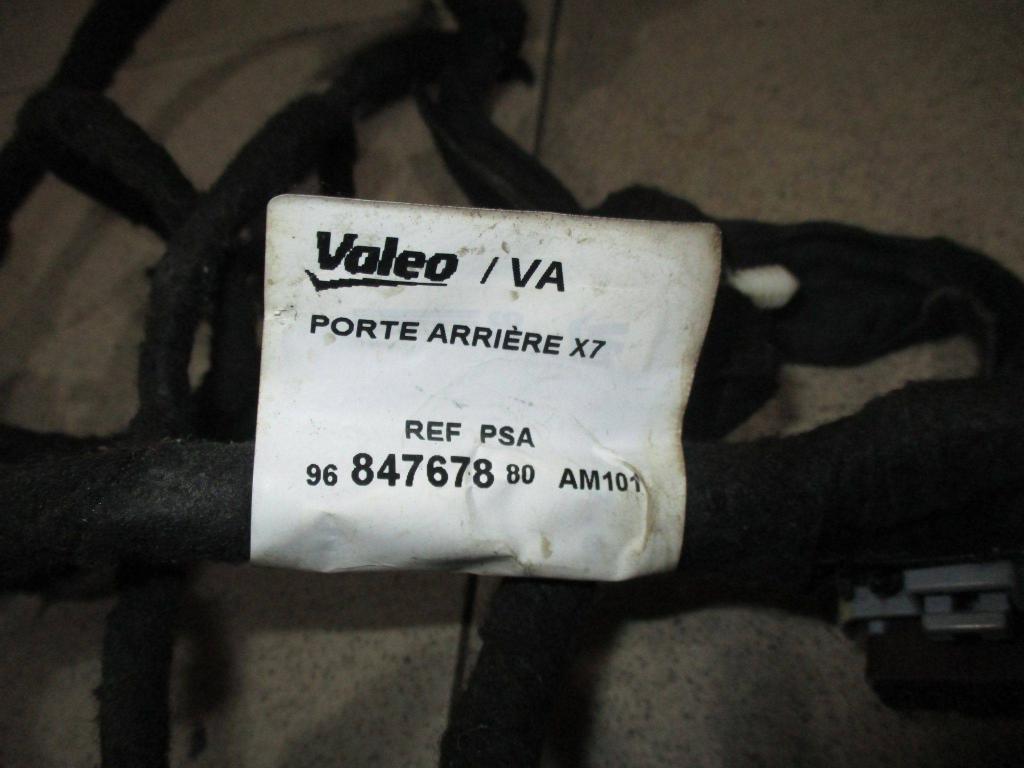 Valeo / VA
PORTE ARRIÈRE X7
REF PSA
96 847678 80 AM101